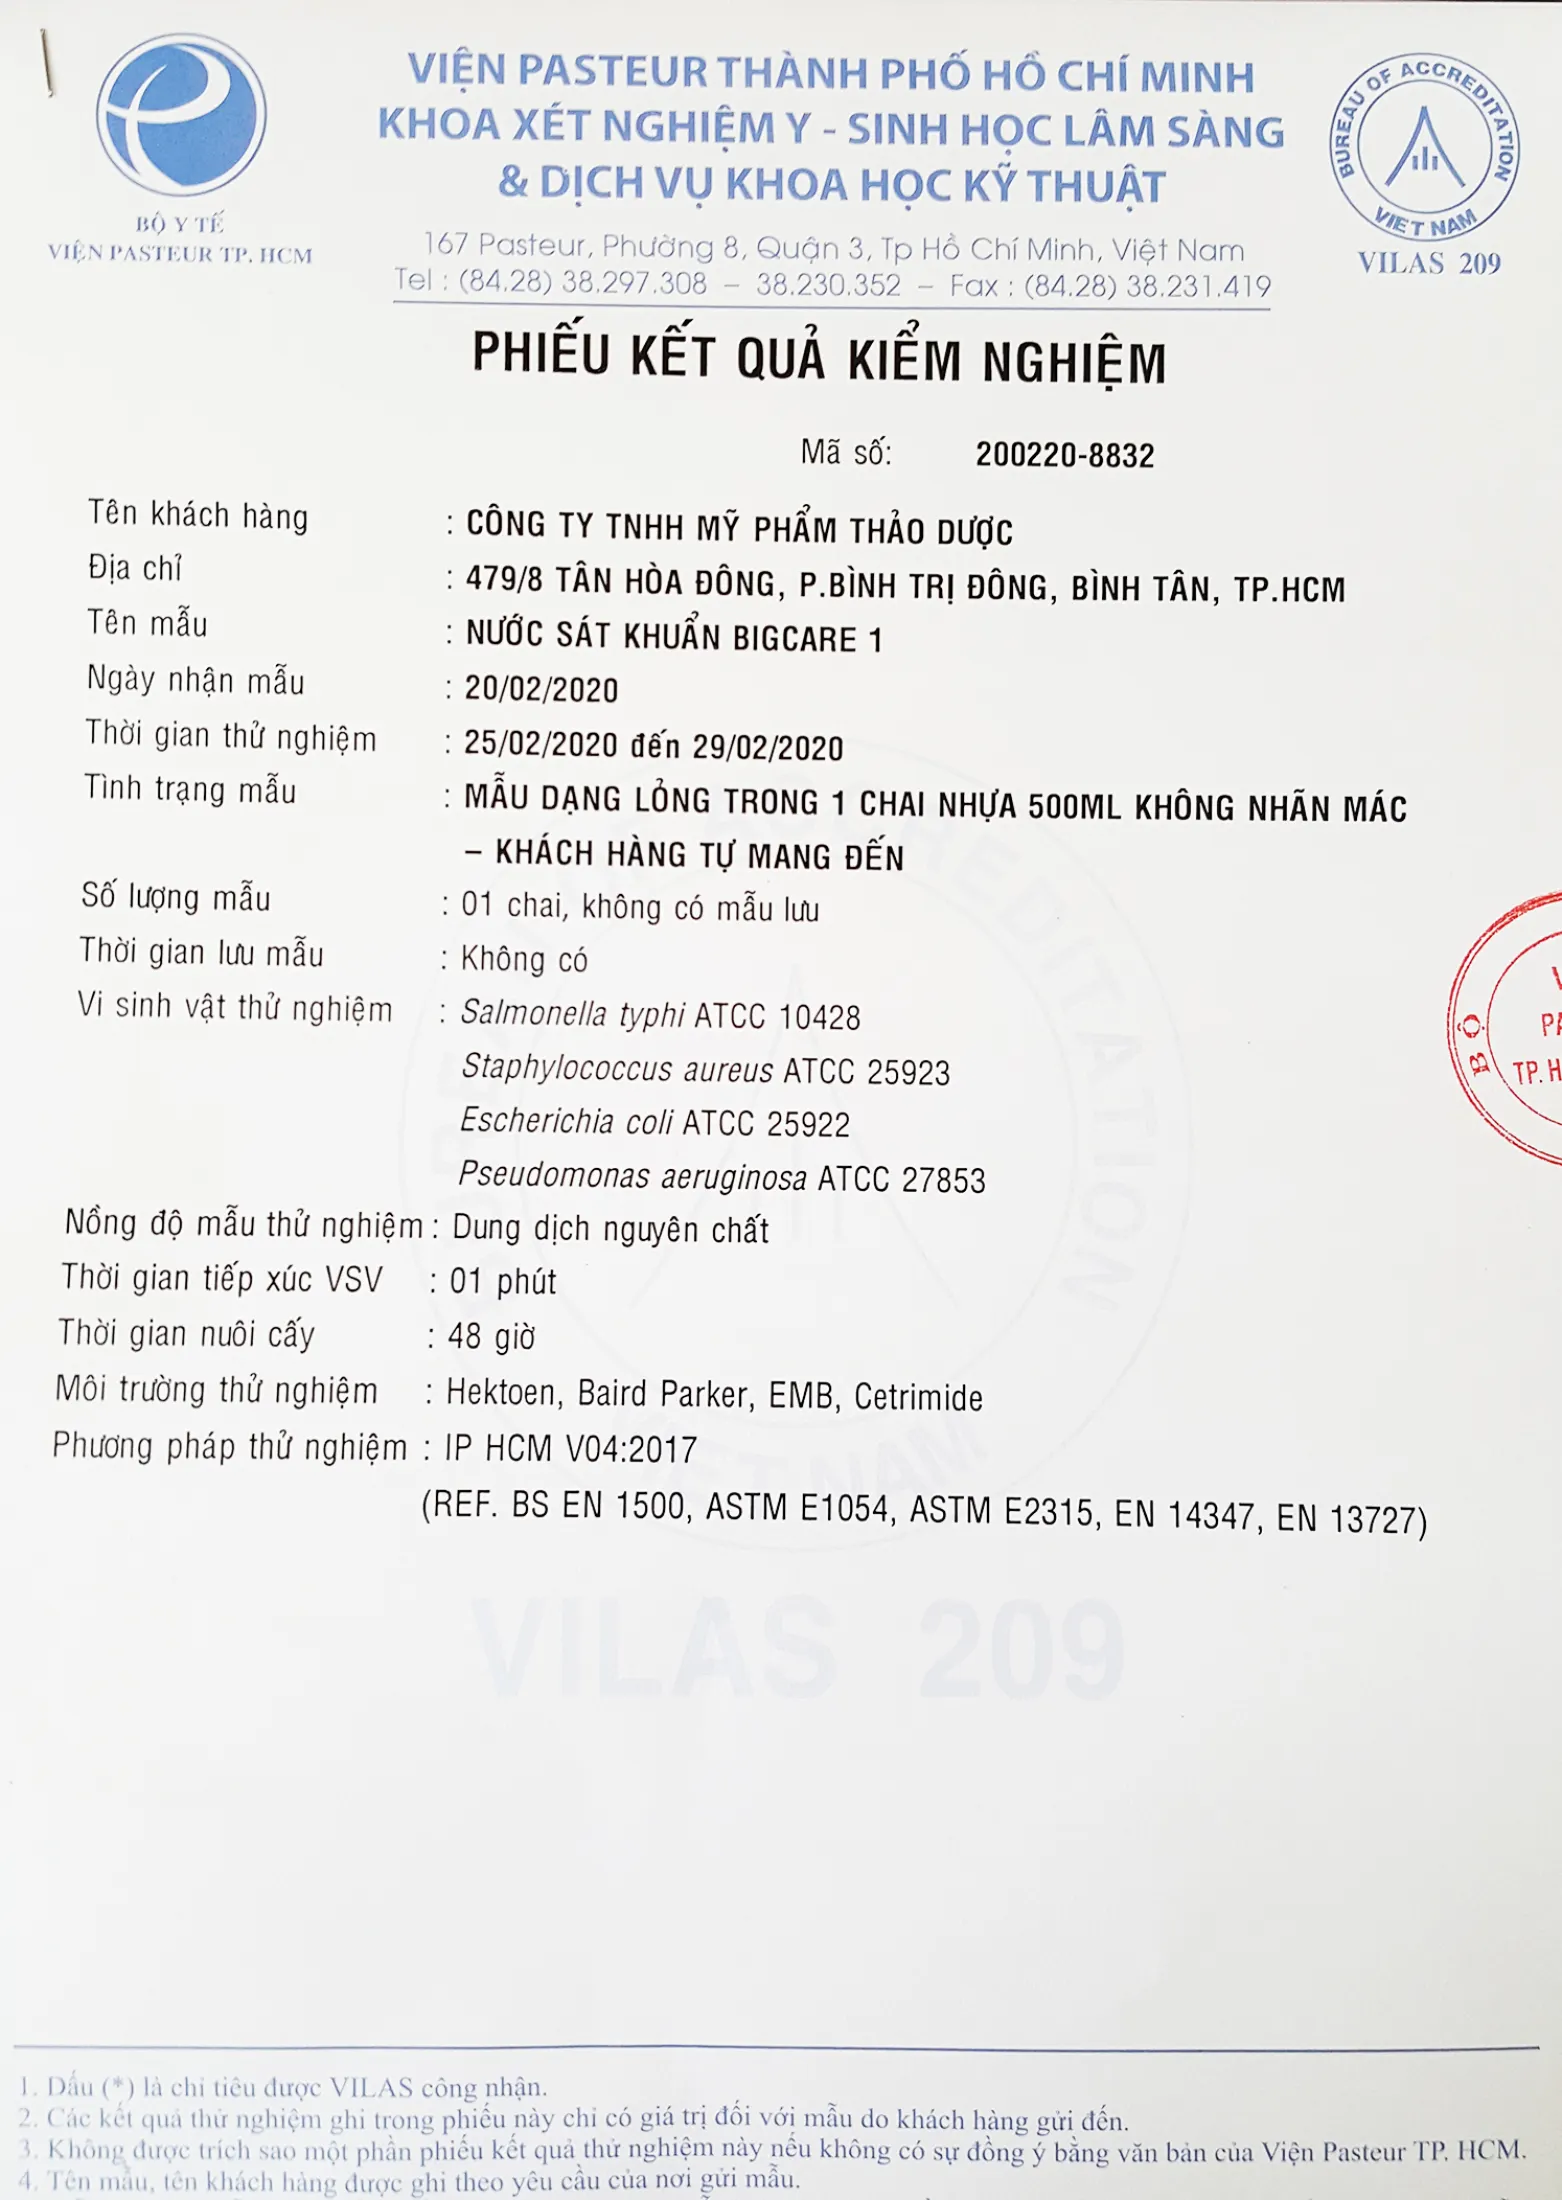 VIỆN PASTEUR THÀNH PHỐ HỒ CHÍ MINH
KHOA XÉT NGHIỆM Y - SINH HỌC LÂM SÀNG
& DỊCH VỤ KHOA HỌC KỸ THUẬT
167 Pasteur, Phường 8, Quận 3, Tp Hồ Chí Minh, Việt Nam
Tel : (84.28) 38.297.308 – 38.230.352 – Fax : (84.28) 38.231.419
BỘ Y TẾ
VIỆN PASTEUR TP. HCM
BUREAU OF ACCREDITATION
VIET NAM
VILAS 209
PHIẾU KẾT QUẢ KIỂM NGHIỆM
Mã số: 200220-8832
Tên khách hàng : CÔNG TY TNHH MỸ PHẨM THẢO DƯỢC
Địa chỉ : 479/8 TÂN HÒA ĐÔNG, P.BÌNH TRỊ ĐÔNG, BÌNH TÂN, TP.HCM
Tên mẫu : NƯỚC SÁT KHUẨN BIGCARE 1
Ngày nhận mẫu : 20/02/2020
Thời gian thử nghiệm : 25/02/2020 đến 29/02/2020
Tình trạng mẫu : MẪU DẠNG LỎNG TRONG 1 CHAI NHỰA 500ML KHÔNG NHÃN MÁC
– KHÁCH HÀNG TỰ MANG ĐẾN
Số lượng mẫu : 01 chai, không có mẫu lưu
Thời gian lưu mẫu : Không có
Vi sinh vật thử nghiệm : Salmonella typhi ATCC 10428
Staphylococcus aureus ATCC 25923
Escherichia coli ATCC 25922
Pseudomonas aeruginosa ATCC 27853
Nồng độ mẫu thử nghiệm : Dung dịch nguyên chất
Thời gian tiếp xúc VSV : 01 phút
Thời gian nuôi cấy : 48 giờ
Môi trường thử nghiệm : Hektoen, Baird Parker, EMB, Cetrimide
Phương pháp thử nghiệm : IP HCM V04:2017
(REF. BS EN 1500, ASTM E1054, ASTM E2315, EN 14347, EN 13727)
BỘ
TP. H
BUREAU OF ACCREDITATION
VIET NAM
VILAS 209
1. Dấu (*) là chỉ tiêu được VILAS công nhận.
2. Các kết quả thử nghiệm ghi trong phiếu này chỉ có giá trị đối với mẫu do khách hàng gửi đến.
3. Không được trích sao một phần phiếu kết quả thử nghiệm này nếu không có sự đồng ý bằng văn bản của Viện Pasteur TP. HCM.
4. Tên mẫu, tên khách hàng được ghi theo yêu cầu của nơi gửi mẫu.